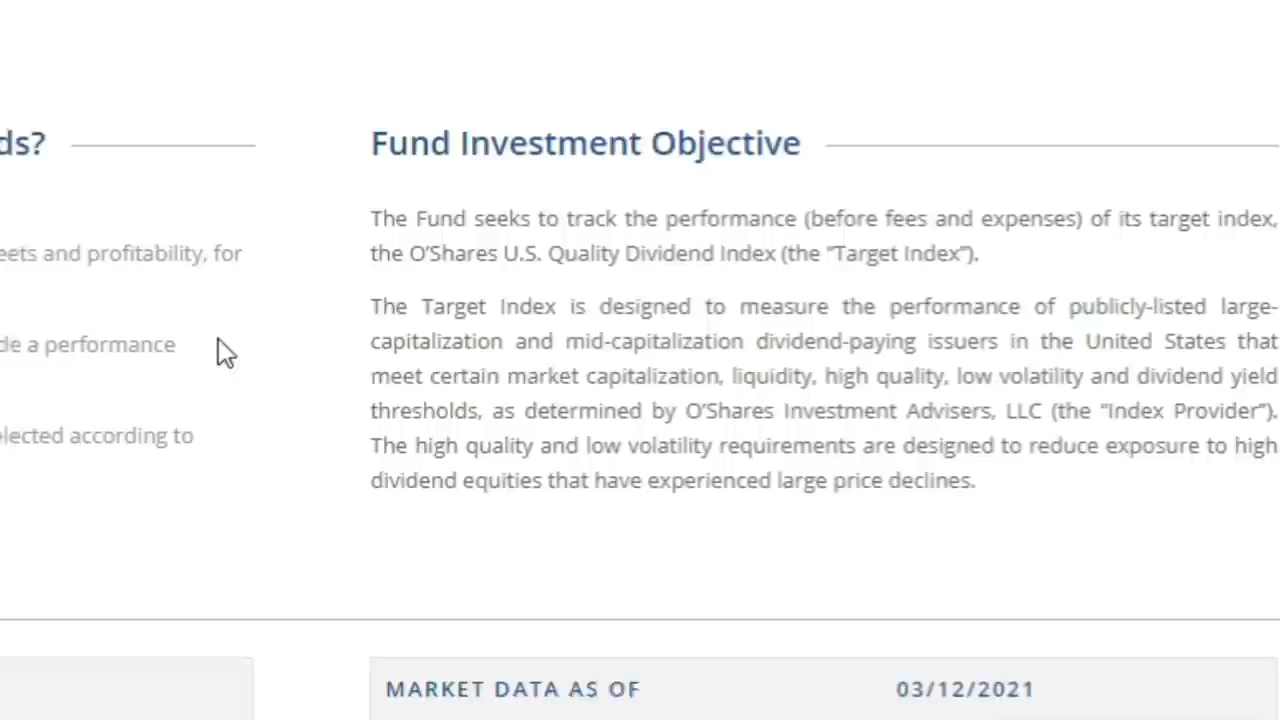 ds?
eets and profitability, for
de a performance
elected according to
Fund Investment Objective
The Fund seeks to track the performance (before fees and expenses) of its target index,
the O’Shares U.S. Quality Dividend Index (the “Target Index”).
The Target Index is designed to measure the performance of publicly-listed large-
capitalization and mid-capitalization dividend-paying issuers in the United States that
meet certain market capitalization, liquidity, high quality, low volatility and dividend yield
thresholds, as determined by O’Shares Investment Advisers, LLC (the “Index Provider”).
The high quality and low volatility requirements are designed to reduce exposure to high
dividend equities that have experienced large price declines.
MARKET DATA AS OF 03/12/2021